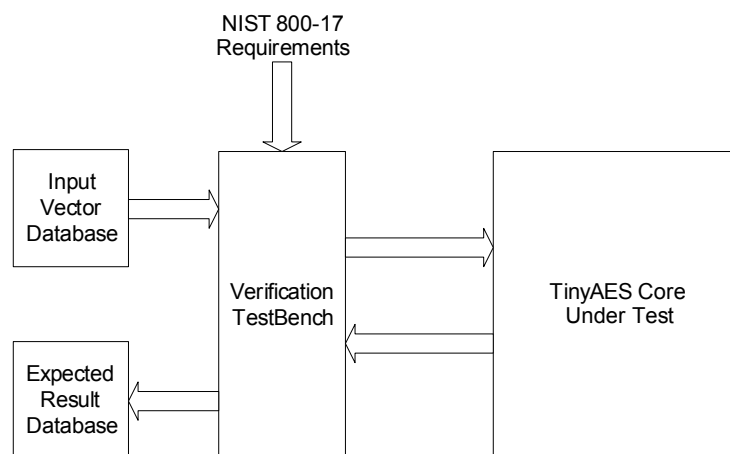 NIST 800-17
Requirements
Input
Vector
Database
Verification
TestBench
TinyAES Core
Under Test
Expected
Result
Database